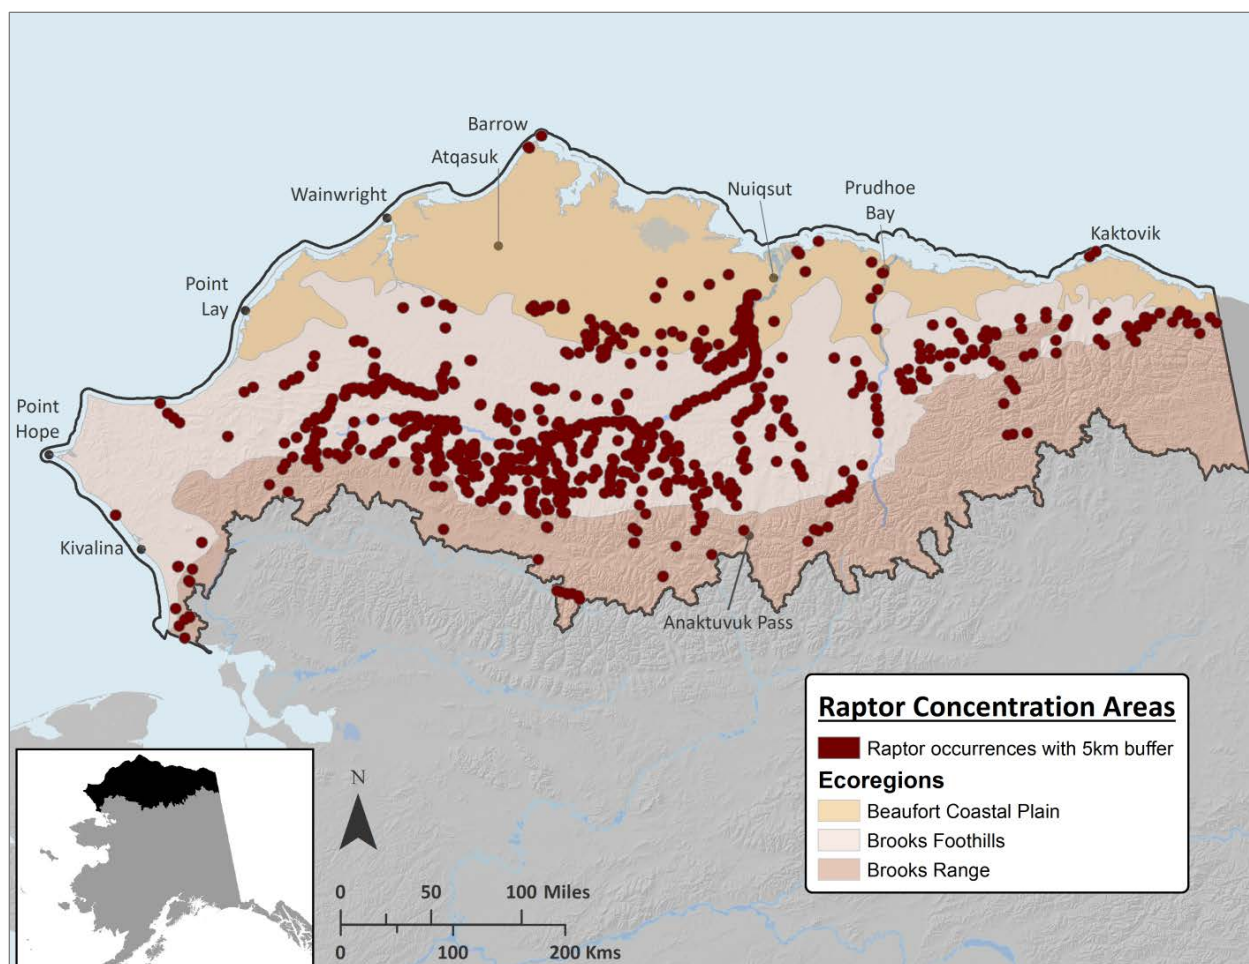 Barrow
Atqasuk
Wainwright
Nuiqsut
Prudhoe
Bay
Kaktovik
Point
Lay
Point
Hope
Kivalina
Anaktuvuk Pass
Raptor Concentration Areas
Raptor occurrences with 5km buffer
Ecoregions
Beaufort Coastal Plain
Brooks Foothills
Brooks Range
N
0 50 100 Miles
0 100 200 Kms